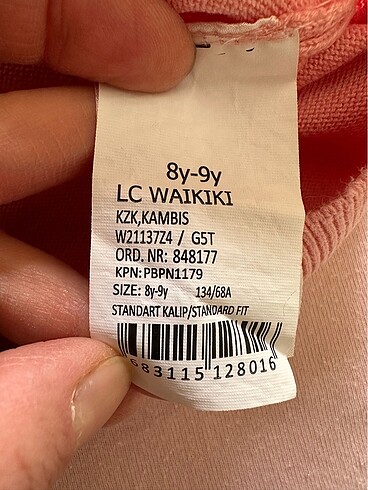 8y-9y
LC WAIKIKI
KZK,KAMBIS
W21137Z4 / G5T
ORD. NR: 848177
KPN:PBPN1179
SIZE: 8y-9y 134/68A
STANDART KALIP/STANDARD FIT
683115 128016